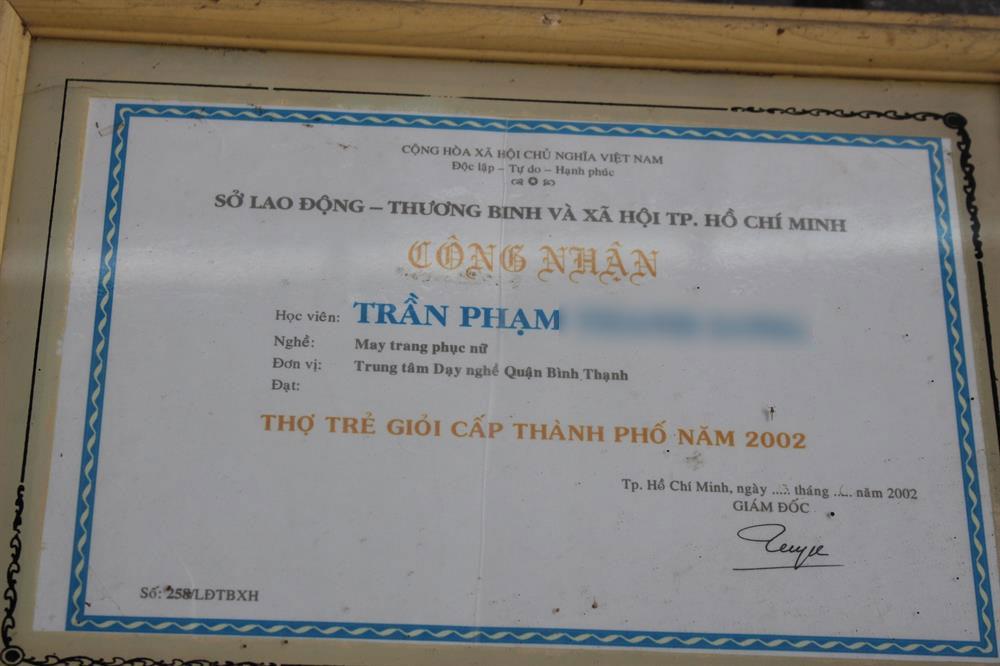 CỘNG HÒA XÃ HỘI CHỦ NGHĨA VIỆT NAM
Độc lập – Tự do – Hạnh phúc
SỞ LAO ĐỘNG – THƯƠNG BINH VÀ XÃ HỘI TP. HỒ CHÍ MINH
CÔNG NHẬN
Học viên: TRẦN PHẠM
Nghề: May trang phục nữ
Đơn vị: Trung tâm Dạy nghề Quận Bình Thạnh
Đạt:
THỢ TRẺ GIỎI CẤP THÀNH PHỐ NĂM 2002
Tp. Hồ Chí Minh, ngày ..... tháng ..... năm 2002
GIÁM ĐỐC
Số: 258/LĐTBXH